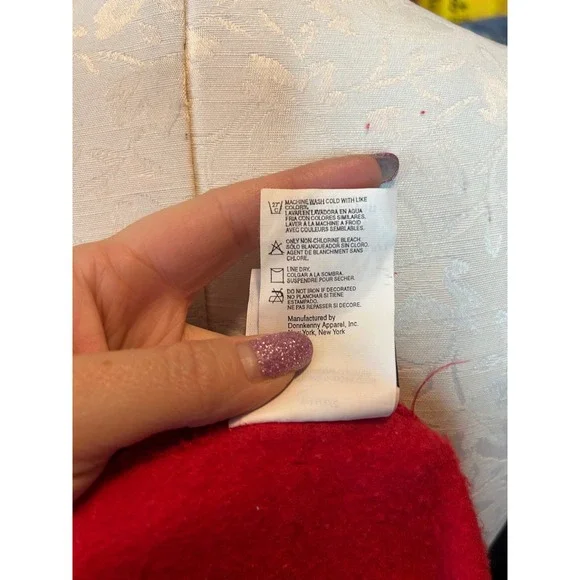 MACHINE WASH COLD WITH LIKE
COLORS.
LAVAR EN LAVADORA EN AGUA
FRIA CON COLORES SIMILARES.
LAVER A LA MACHINE A FROID
AVEC COULEURS SEMBLABLES.
ONLY NON-CHLORINE BLEACH.
SOLO BLANQUEADOR SIN CLORO.
AGENT DE BLANCHIMENT SANS
CHLORE.
LINE DRY.
COLGAR A LA SOMBRA.
SUSPENDRE POUR SECHER.
DO NOT IRON IF DECORATED
NO PLANCHAR SI TIENE
ESTAMPADO.
NE PAS REPASSER SI DECORE.
Manufactured by
Donnkenny Apparel, Inc.
New York, New York